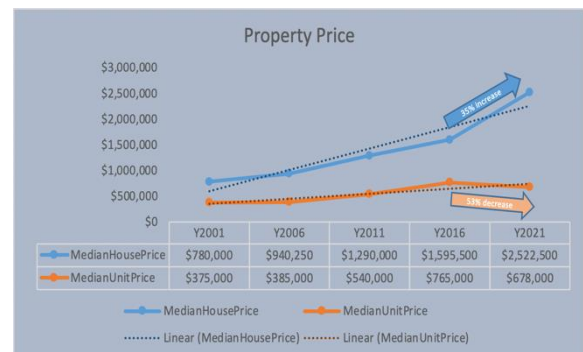 Property Price
$3,000,000
$2,500,000
$2,000,000
$1,500,000
$1,000,000
$500,000
$0
35% increase
53% decrease
Y2001 Y2006 Y2011 Y2016 Y2021
MedianHousePrice $780,000 $940,250 $1,290,000 $1,595,500 $2,522,500
MedianUnitPrice $375,000 $385,000 $540,000 $765,000 $678,000
MedianHousePrice MedianUnitPrice
Linear (MedianHousePrice) Linear (MedianUnitPrice)